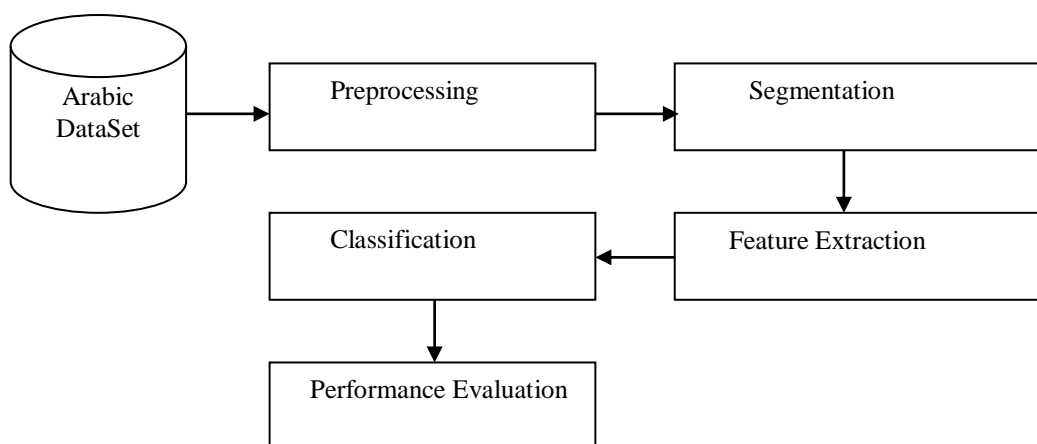 Arabic
DataSet
Preprocessing
Segmentation
Feature Extraction
Classification
Performance Evaluation